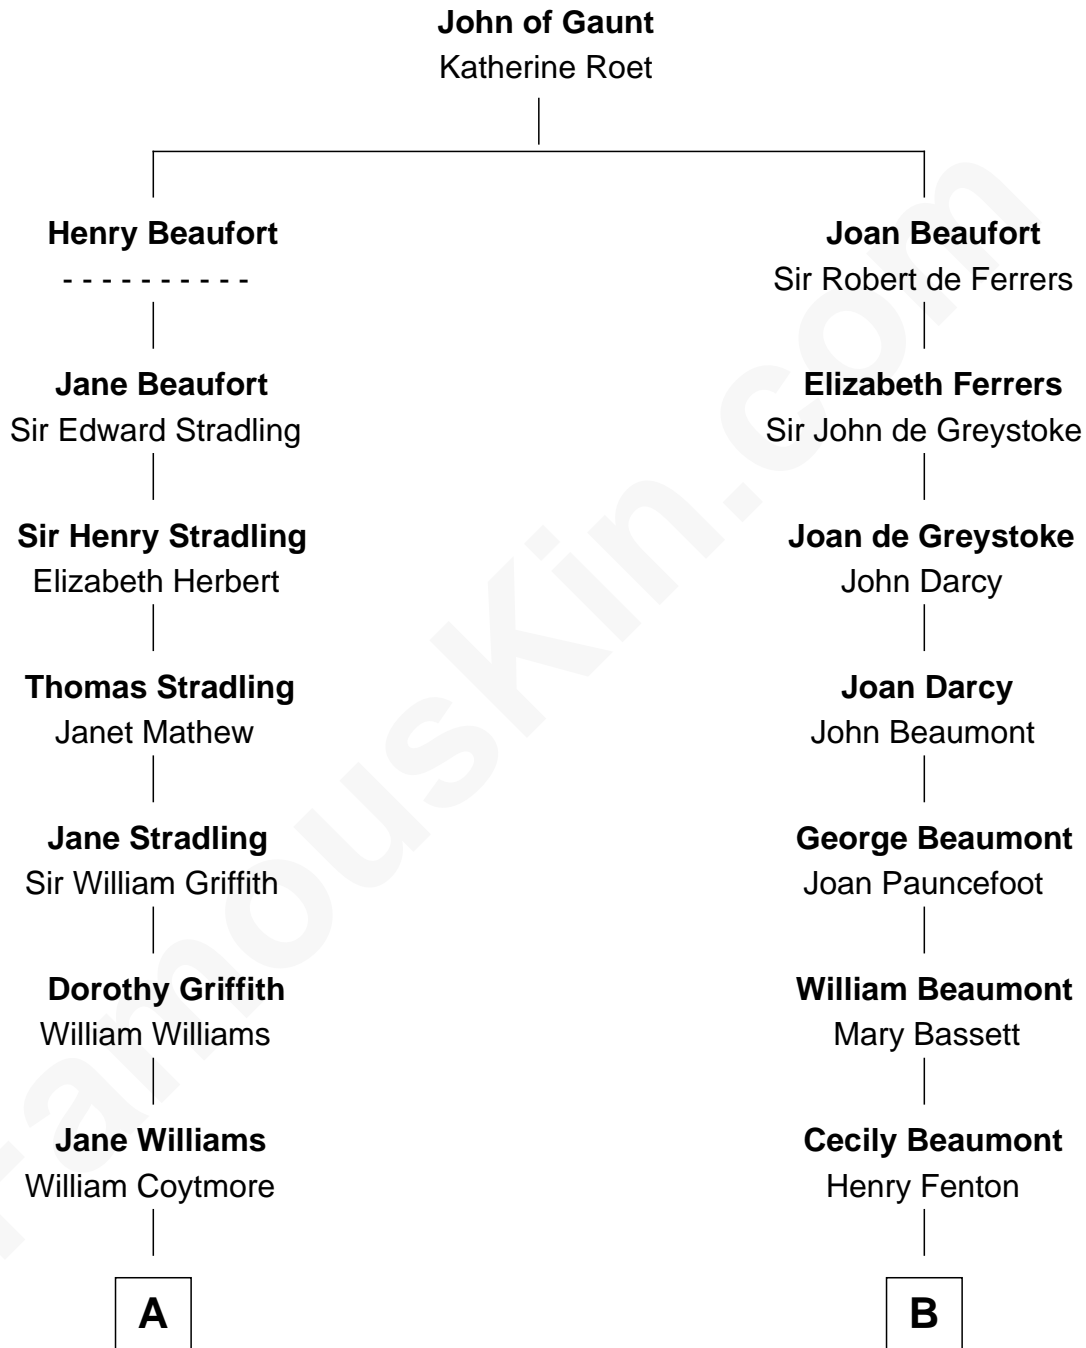 John of Gaunt
Katherine Roet
Henry Beaufort
- - - - - - - - - -
Jane Beaufort
Sir Edward Stradling
Sir Henry Stradling
Elizabeth Herbert
Thomas Stradling
Janet Mathew
Jane Stradling
Sir William Griffith
Dorothy Griffith
William Williams
Jane Williams
William Coytmore
A
Joan Beaufort
Sir Robert de Ferrers
Elizabeth Ferrers
Sir John de Greystoke
Joan de Greystoke
John Darcy
Joan Darcy
John Beaumont
George Beaumont
Joan Pauncefoot
William Beaumont
Mary Bassett
Cecily Beaumont
Henry Fenton
B
FamousKin.com